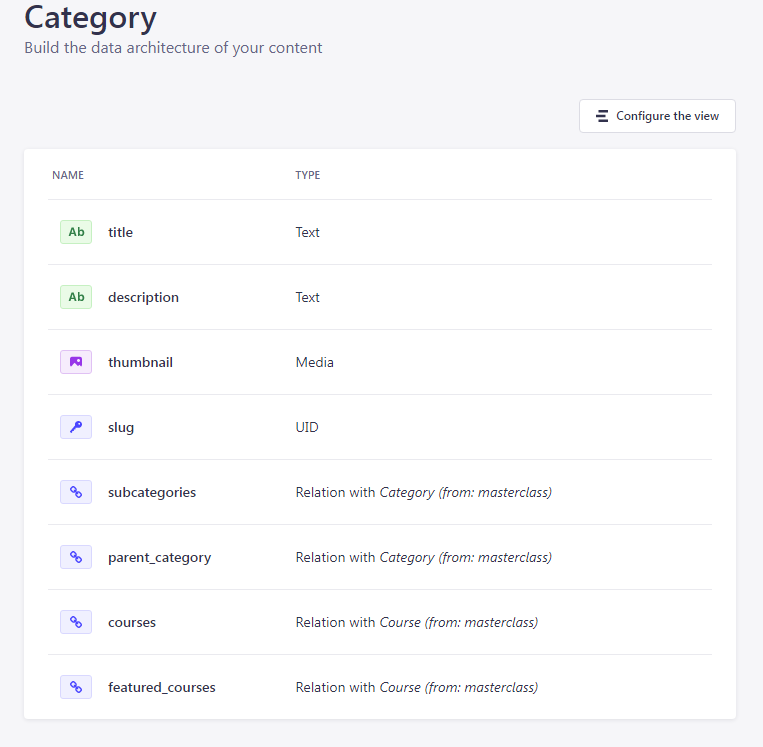 Category
Build the data architecture of your content
Configure the view
NAME TYPE
Ab title Text
Ab description Text
thumbnail Media
slug UID
subcategories Relation with Category (from: masterclass)
parent_category Relation with Category (from: masterclass)
courses Relation with Course (from: masterclass)
featured_courses Relation with Course (from: masterclass)